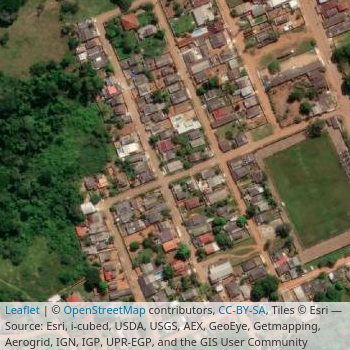 Leaflet | © OpenStreetMap contributors, CC-BY-SA, Tiles © Esri —
Source: Esri, i-cubed, USDA, USGS, AEX, GeoEye, Getmapping,
Aerogrid, IGN, IGP, UPR-EGP, and the GIS User Community